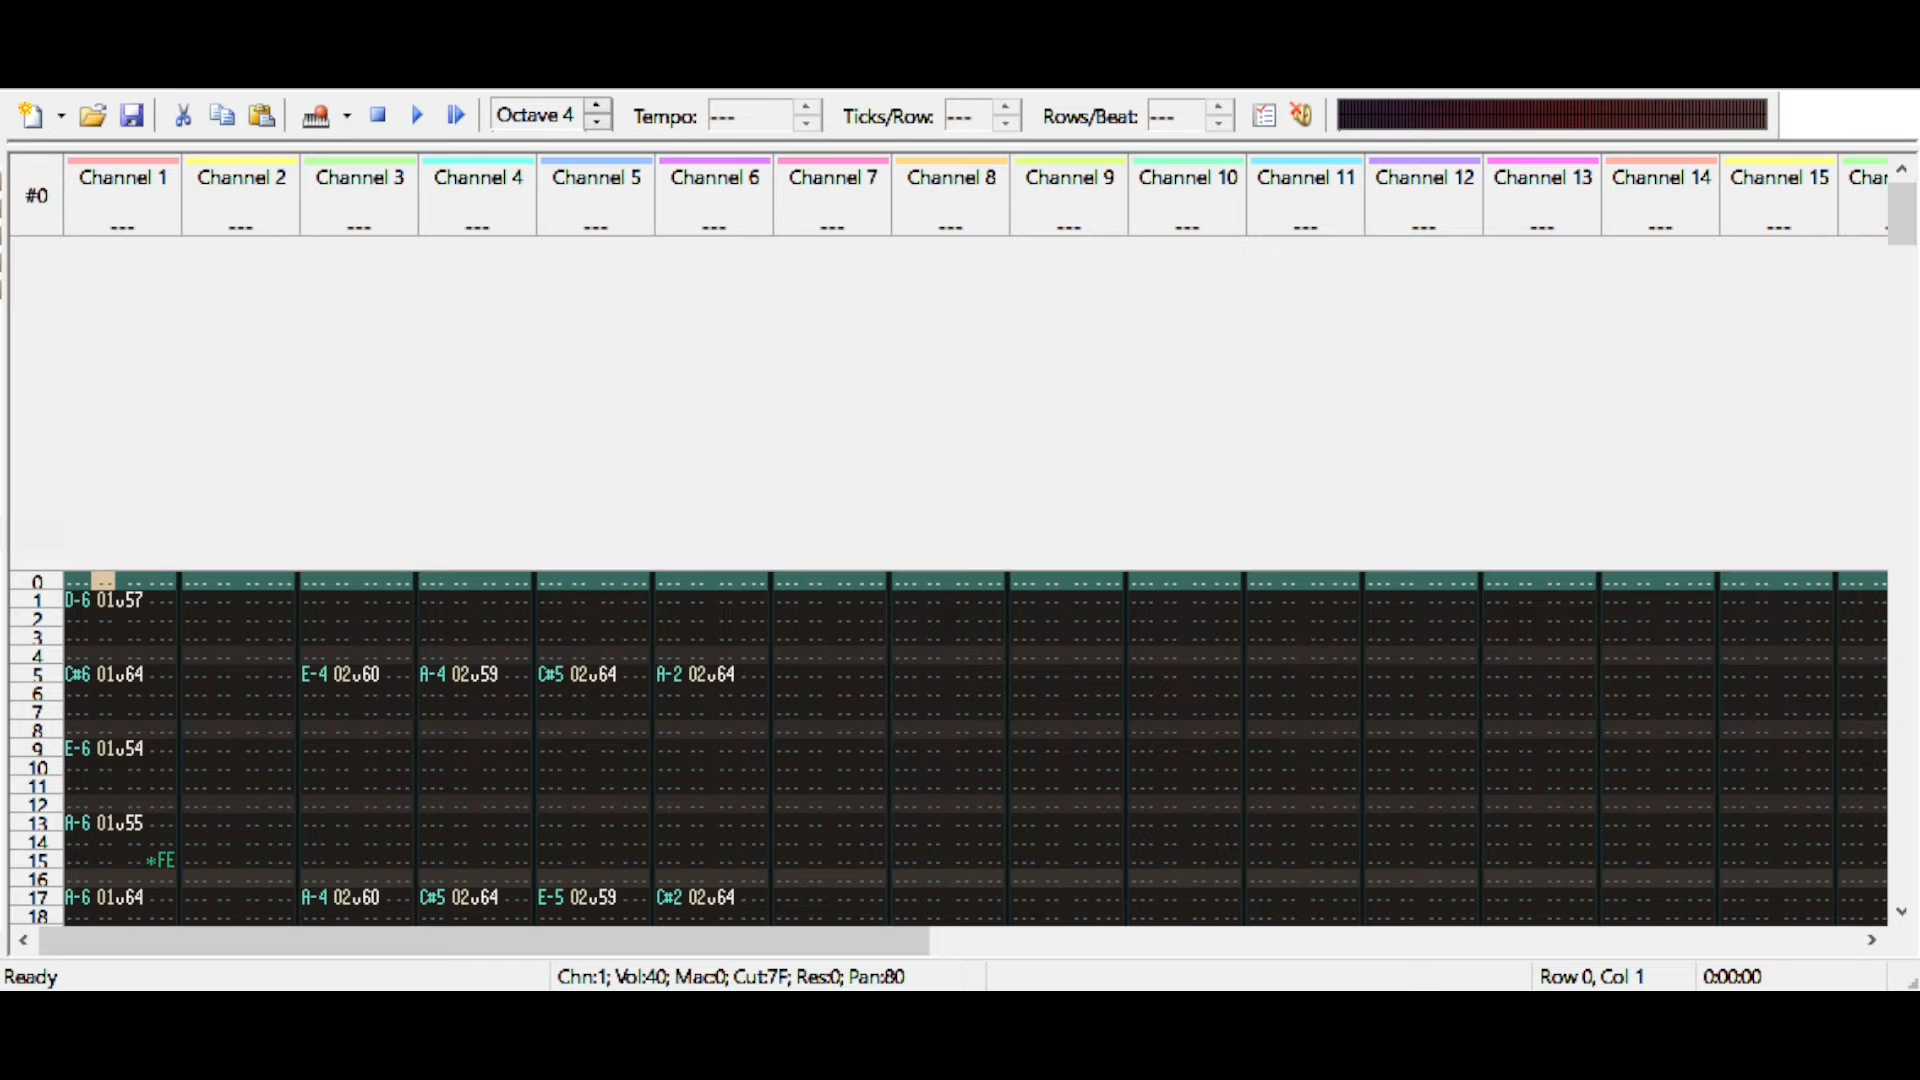 Octave 4 Tempo: --- Ticks/Row: --- Rows/Beat: ---
#0 Channel 1 Channel 2 Channel 3 Channel 4 Channel 5 Channel 6 Channel 7 Channel 8 Channel 9 Channel 10 Channel 11 Channel 12 Channel 13 Channel 14 Channel 15
--- --- --- --- --- --- --- --- --- --- --- --- --- --- ---
0
1 D-6 01v57
2
3
4
5 C#6 01v64 E-4 02v60 A-4 02v59 C#5 02v64 A-2 02v64
6
7
8
9 E-6 01v54
10
11
12
13 A-6 01v55
14
15 *FE
16
17 A-6 01v64 A-4 02v60 C#5 02v64 E-5 02v59 C#2 02v64
18
Ready Chn:1; Vol:40; Mac:0; Cut:7F; Res:0; Pan:80 Row 0, Col 1 0:00:00